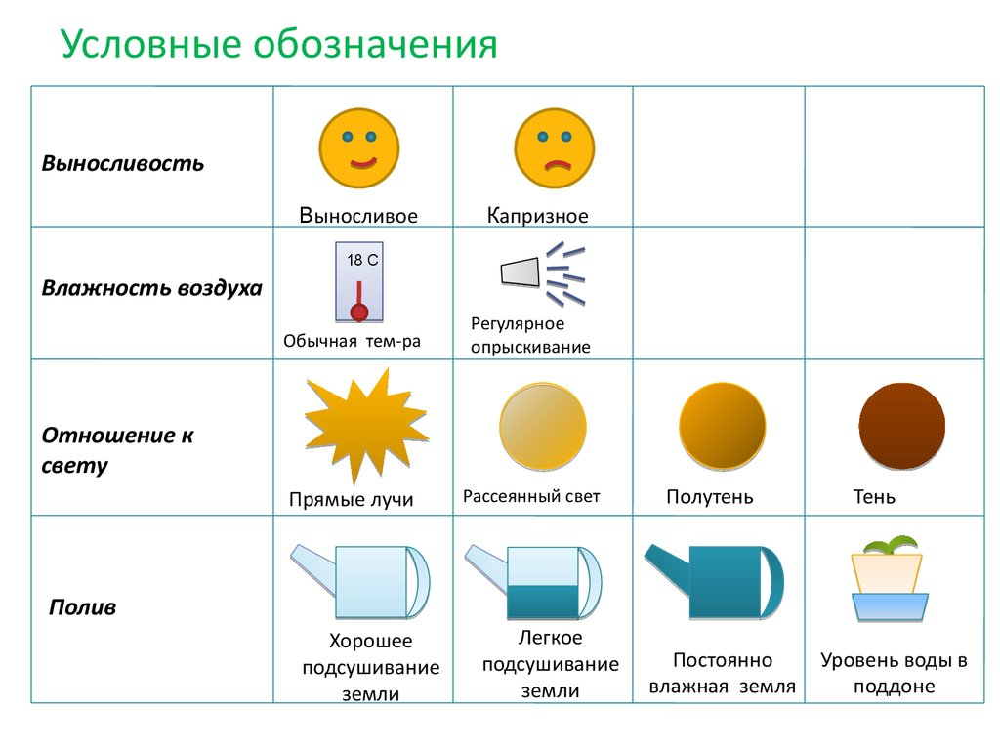 Условные обозначения
Выносливость
Выносливое
Капризное
Влажность воздуха
18 С
Обычная тем-ра
Регулярное
опрыскивание
Отношение к
свету
Прямые лучи
Рассеянный свет
Полутень
Тень
Полив
Хорошее
подсушивание
земли
Легкое
подсушивание
земли
Постоянно
влажная земля
Уровень воды в
поддоне